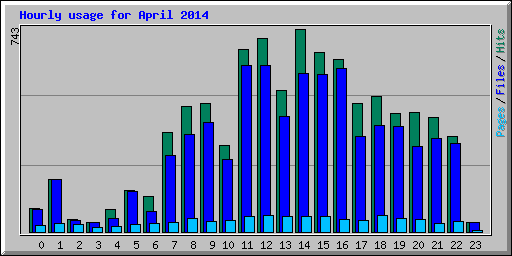 Hourly usage for April 2014
743
Pages / Files / Hits
0 1 2 3 4 5 6 7 8 9 10 11 12 13 14 15 16 17 18 19 20 21 22 23